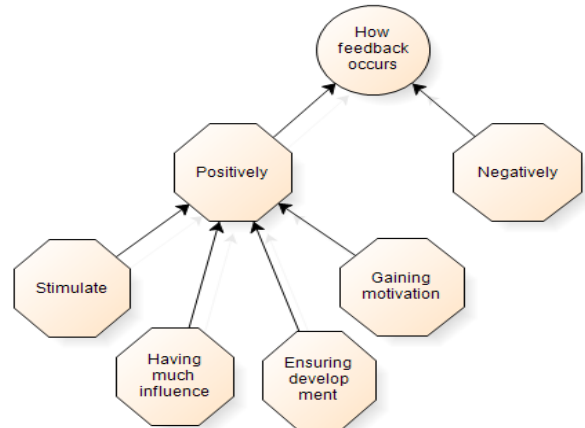 How
feedback
occurs
Positively
Negatively
Stimulate
Gaining
motivation
Having
much
influence
Ensuring
develop
ment